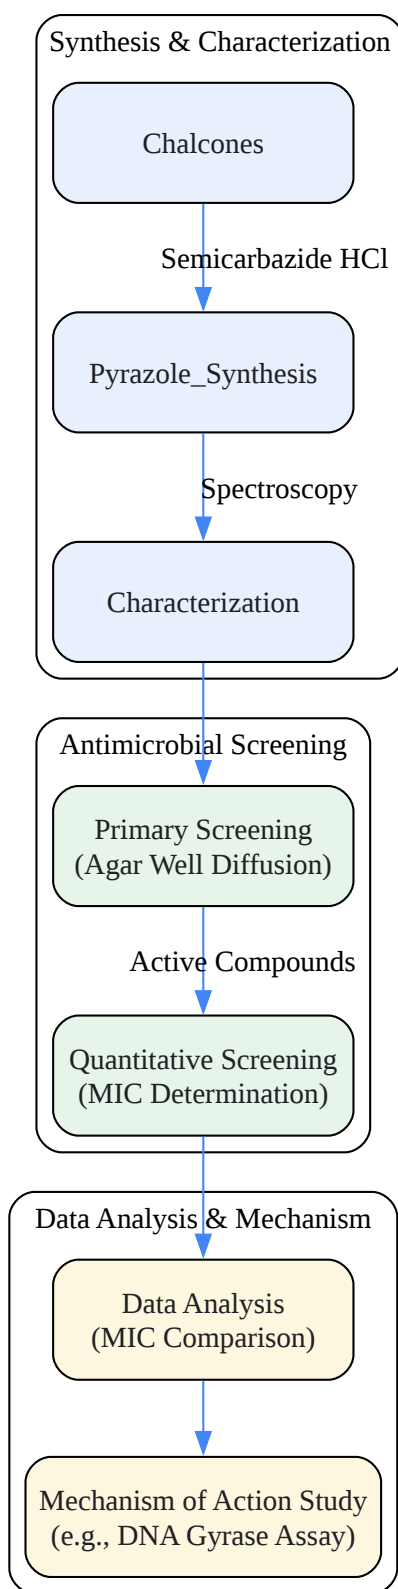 Synthesis & Characterization
Chalcones
Semicarbazide HCl
Pyrazole_Synthesis
Spectroscopy
Characterization
Antimicrobial Screening
Primary Screening
(Agar Well Diffusion)
Active Compounds
Quantitative Screening
(MIC Determination)
Data Analysis & Mechanism
Data Analysis
(MIC Comparison)
Mechanism of Action Study
(e.g., DNA Gyrase Assay)